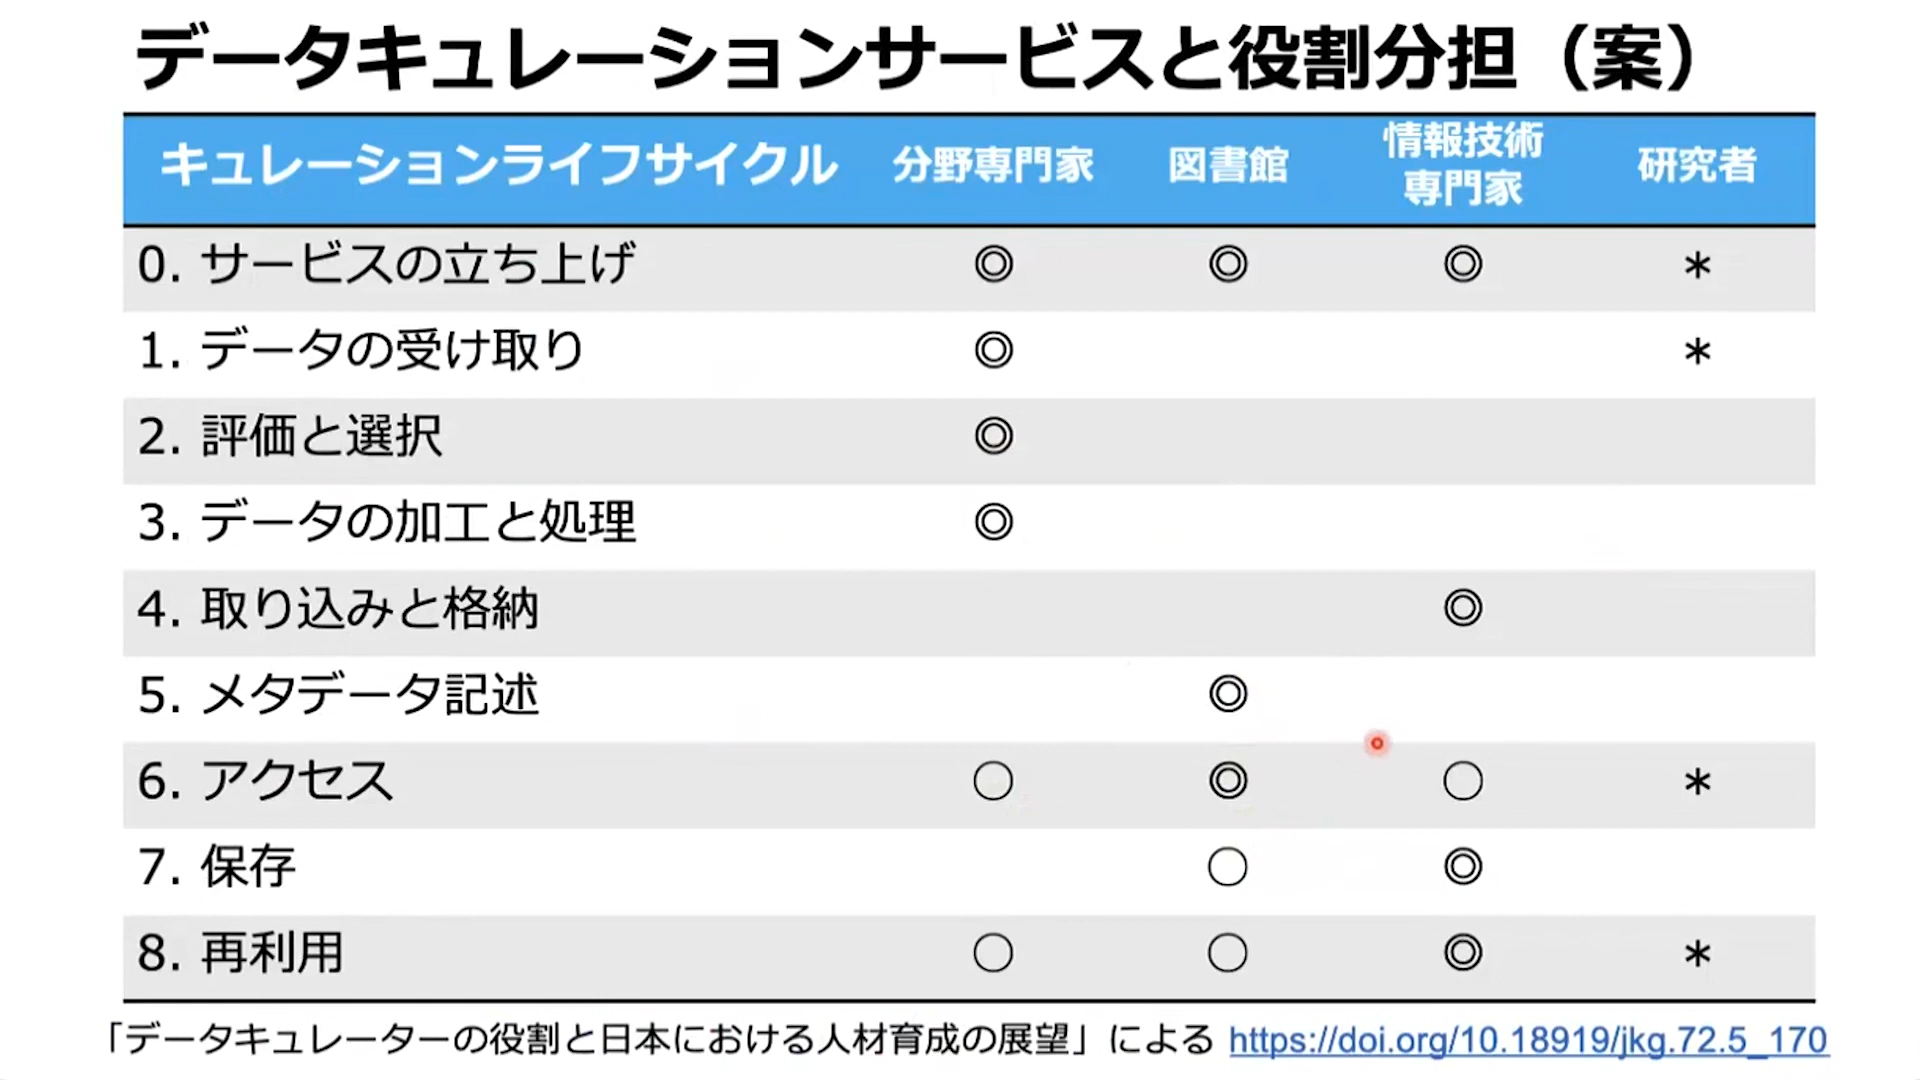 データキュレーションサービスと役割分担（案）
キュレーションライフサイクル 分野専門家 図書館 情報技術専門家 研究者
0. サービスの立ち上げ ◎ ◎ ◎ ＊
1. データの受け取り ◎ ＊
2. 評価と選択 ◎
3. データの加工と処理 ◎
4. 取り込みと格納 ◎
5. メタデータ記述 ◎
6. アクセス ○ ◎ ○ ＊
7. 保存 ○ ◎
8. 再利用 ○ ○ ◎ ＊
「データキュレーターの役割と日本における人材育成の展望」による https://doi.org/10.18919/jkg.72.5_170